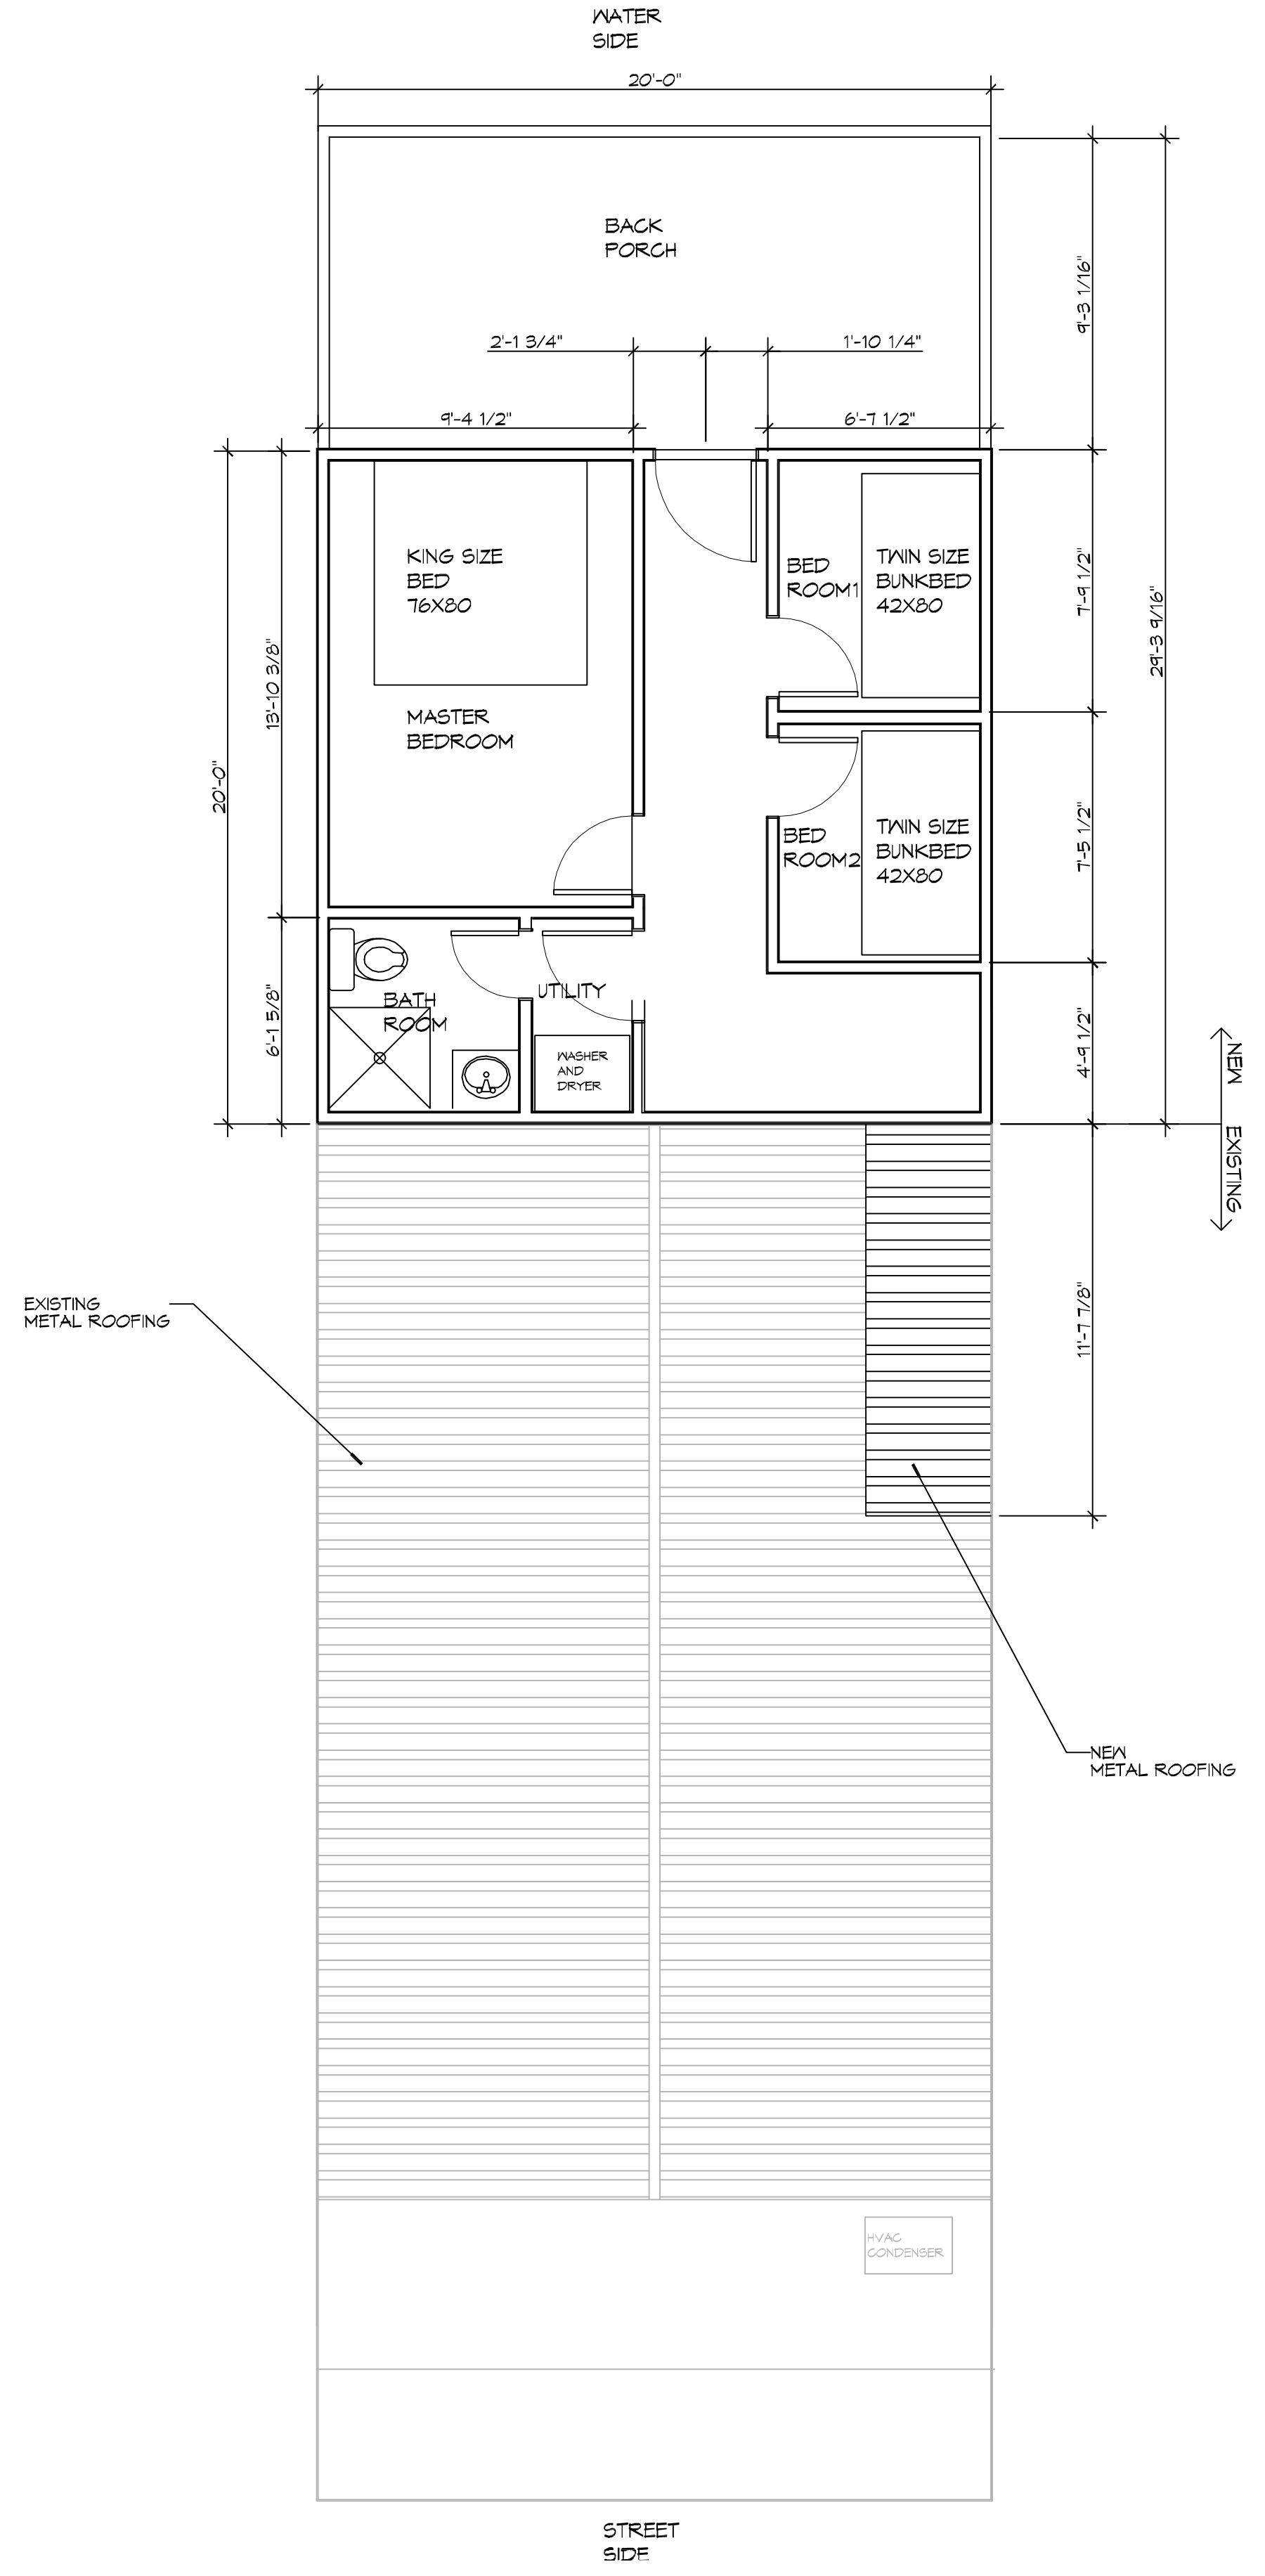 WATER
SIDE
20'-0"
BACK
PORCH
9'-3 1/16"
2'-1 3/4"
1'-10 1/4"
9'-4 1/2"
6'-7 1/2"
KING SIZE
BED
76X80
BED
ROOM1
TWIN SIZE
BUNKBED
42X80
7'-9 1/2"
29'-3 9/16"
13'-10 3/8"
20'-0"
MASTER
BEDROOM
BED
ROOM2
TWIN SIZE
BUNKBED
42X80
7'-5 1/2"
BATH
ROOM
UTILITY
WASHER
AND
DRYER
6'-1 5/8"
4'-9 1/2"
NEW
EXISTING
EXISTING
METAL ROOFING
11'-7 7/8"
NEW
METAL ROOFING
HVAC
CONDENSER
STREET
SIDE